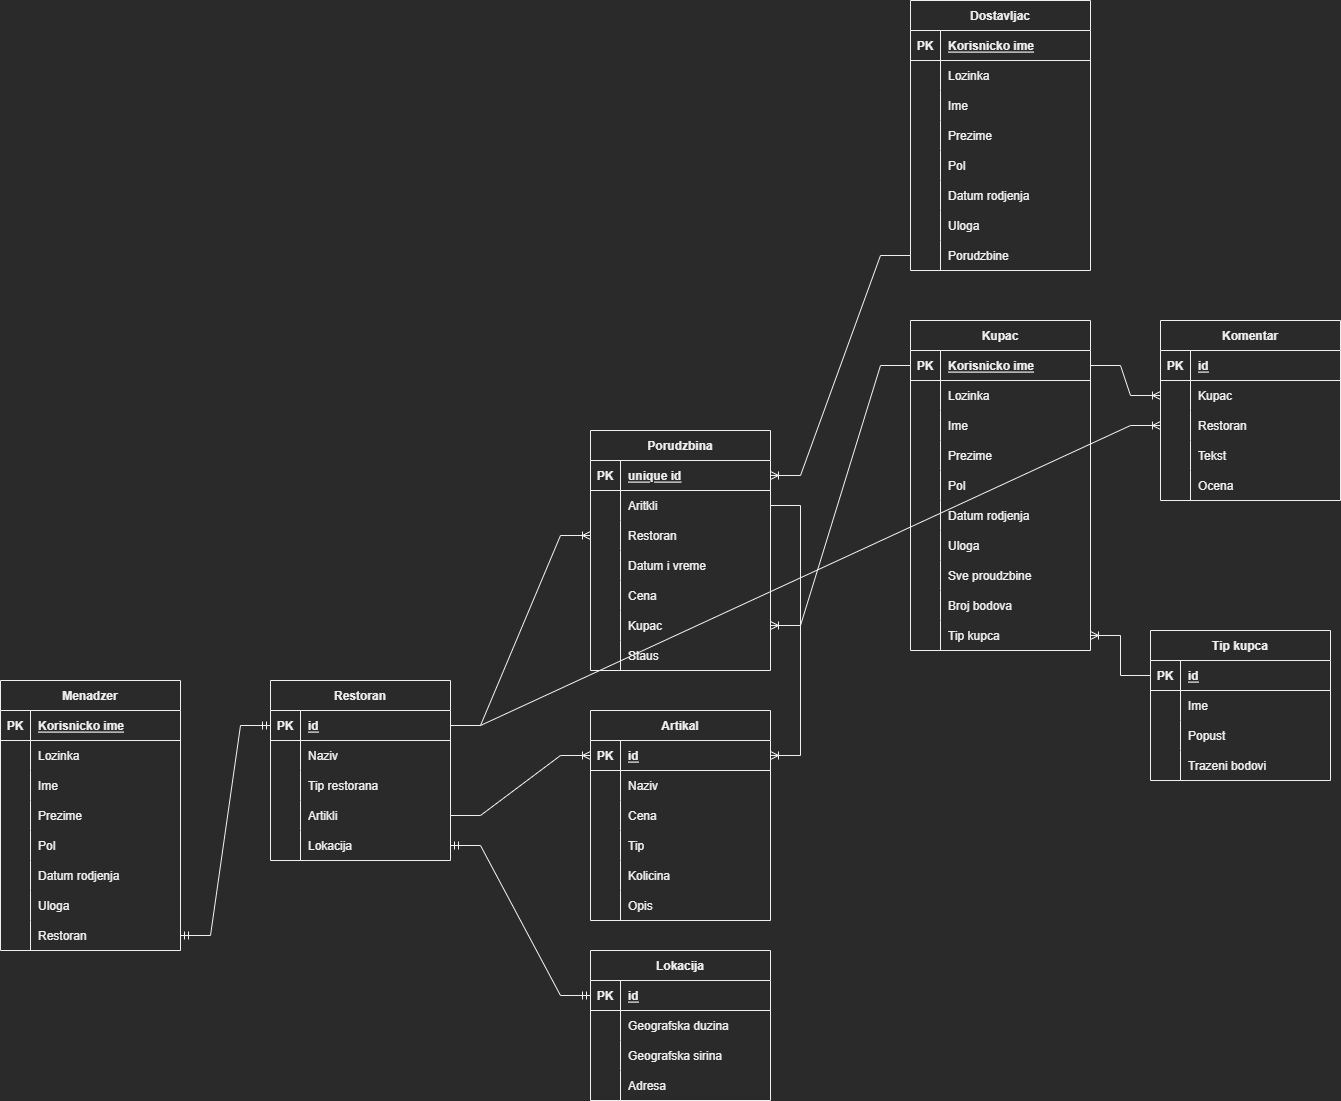 Dostavljac
PK Korisnicko ime
Lozinka
Ime
Prezime
Pol
Datum rodjenja
Uloga
Porudzbine
Kupac
PK Korisnicko ime
Lozinka
Ime
Prezime
Pol
Datum rodjenja
Uloga
Sve proudzbine
Broj bodova
Tip kupca
Komentar
PK id
Kupac
Restoran
Tekst
Ocena
Porudzbina
PK unique id
Aritkli
Restoran
Datum i vreme
Cena
Kupac
Staus
Tip kupca
PK id
Ime
Popust
Trazeni bodovi
Menadzer
PK Korisnicko ime
Lozinka
Ime
Prezime
Pol
Datum rodjenja
Uloga
Restoran
Restoran
PK id
Naziv
Tip restorana
Artikli
Lokacija
Artikal
PK id
Naziv
Cena
Tip
Kolicina
Opis
Lokacija
PK id
Geografska duzina
Geografska sirina
Adresa